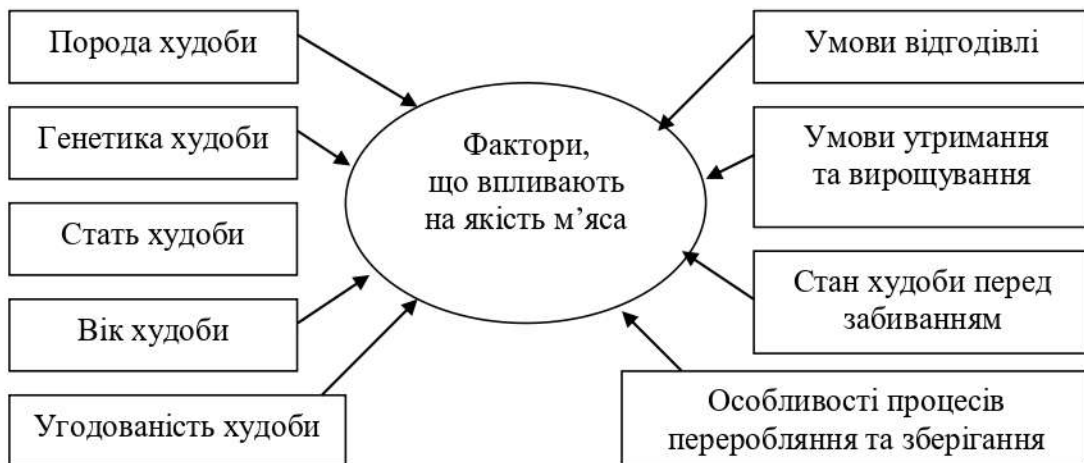 Порода худоби
Генетика худоби
Стать худоби
Вік худоби
Угодованість худоби
Фактори,
що впливають
на якість м’яса
Умови відгодівлі
Умови утримання
та вирощування
Стан худоби перед
забиванням
Особливості процесів
переробляння та зберігання